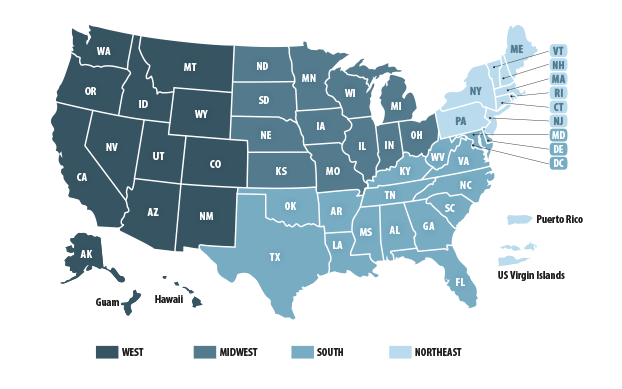 WA
MT
ND
MN
ME
VT
NH
OR
ID
SD
WI
MI
NY
MA
RI
WY
CT
PA
NJ
NV
NE
IA
OH
MD
UT
CO
IL
IN
DE
CA
KS
MO
KY
WV
VA
DC
AZ
NM
OK
AR
TN
NC
SC
TX
LA
MS
AL
GA
Puerto Rico
AK
FL
US Virgin Islands
Guam
Hawaii
WEST
MIDWEST
SOUTH
NORTHEAST